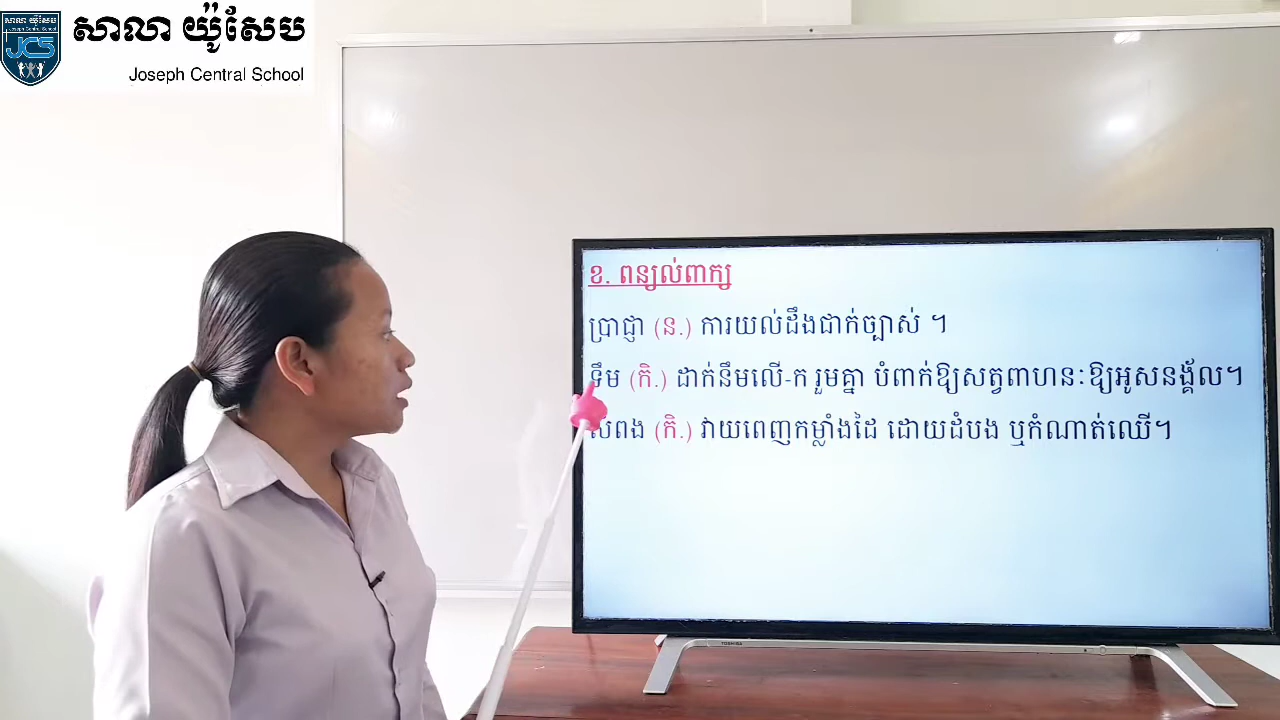 សាលា យ៉ូសែប
Joseph Central School
JCS
ខ. ពន្យល់ពាក្យ
ប្រាជ្ញា (ន.) ការយល់ដឹងជាក់ច្បាស់ ។
ទឹម (កិ.) ដាក់នឹមលើ-ក រួមគ្នា បំពាក់ឱ្យសត្វពាហនៈឱ្យអូសនង្គ័ល។
(កិ.) វាយពេញកម្លាំងដៃ ដោយដំបង ឬកំណាត់ឈើ។
TOSHIBA